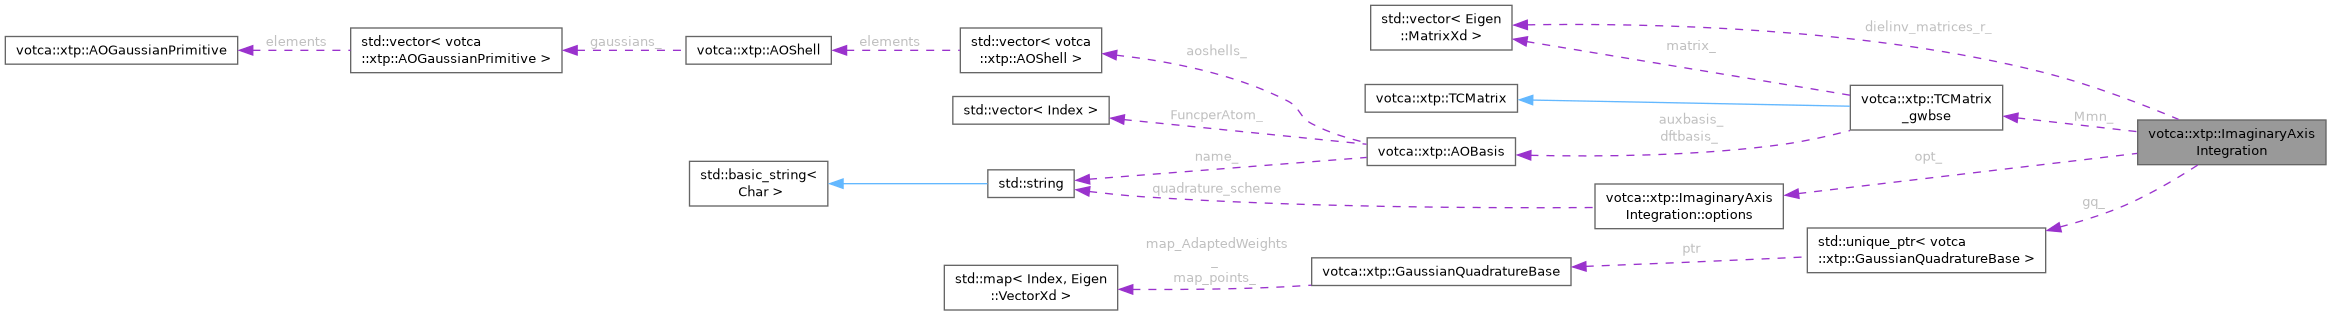 votca::xtp::AOGaussianPrimitive
elements
std::vector< votca
::xtp::AOGaussianPrimitive >
gaussians_
votca::xtp::AOShell
elements
std::vector< votca
::xtp::AOShell >
aoshells_
std::vector< Index >
FuncperAtom_
name_
std::basic_string<
Char >
std::string
quadrature_scheme
map_AdaptedWeights
_
map_points_
std::map< Index, Eigen
::VectorXd >
std::vector< Eigen
::MatrixXd >
dielinv_matrices_r_
matrix_
votca::xtp::TCMatrix
votca::xtp::TCMatrix
_gwbse
auxbasis_
dftbasis_
votca::xtp::AOBasis
Mmn_
votca::xtp::ImaginaryAxis
Integration
opt_
votca::xtp::ImaginaryAxis
Integration::options
gq_
std::unique_ptr< votca
::xtp::GaussianQuadratureBase >
ptr
votca::xtp::GaussianQuadratureBase